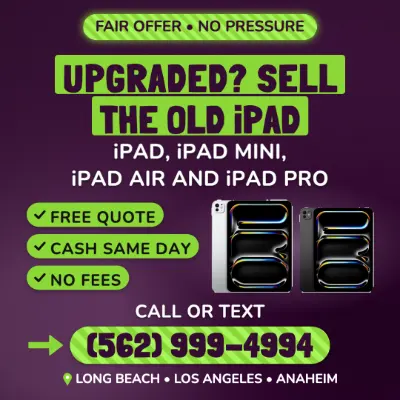 FAIR OFFER • NO PRESSURE
UPGRADED? SELL
THE OLD iPAD
iPAD, iPAD MINI,
iPAD AIR AND iPAD PRO
FREE QUOTE
CASH SAME DAY
NO FEES
CALL OR TEXT
(562) 999-4994
LONG BEACH • LOS ANGELES • ANAHEIM